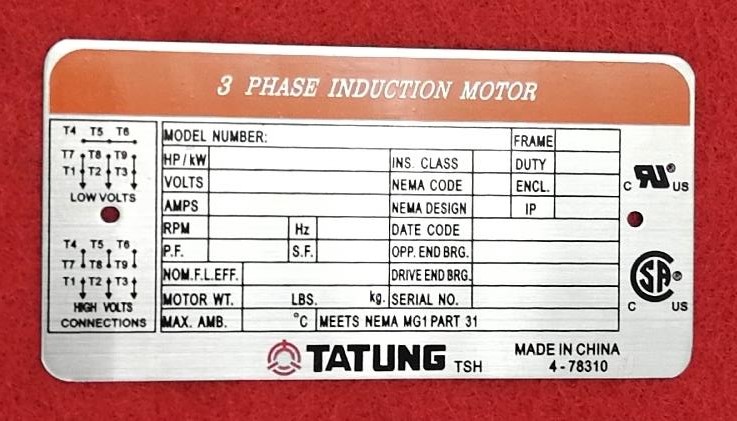 3 PHASE INDUCTION MOTOR
T4 T5 T6
T7 T8 T9
T1 T2 T3
LOW VOLTS
T4 T5 T6
T7 T8 T9
T1 T2 T3
HIGH VOLTS
CONNECTIONS
MODEL NUMBER: FRAME
HP/kW INS. CLASS DUTY
VOLTS NEMA CODE ENCL.
AMPS NEMA DESIGN IP
RPM Hz DATE CODE
P.F. S.F. OPP. END BRG.
NOM.F.L.EFF. DRIVE END BRG.
MOTOR WT. LBS. kg. SERIAL NO.
MAX. AMB. °C MEETS NEMA MG1 PART 31
C RU® US
SA®
C US
TATUNG TSH
MADE IN CHINA
4-78310